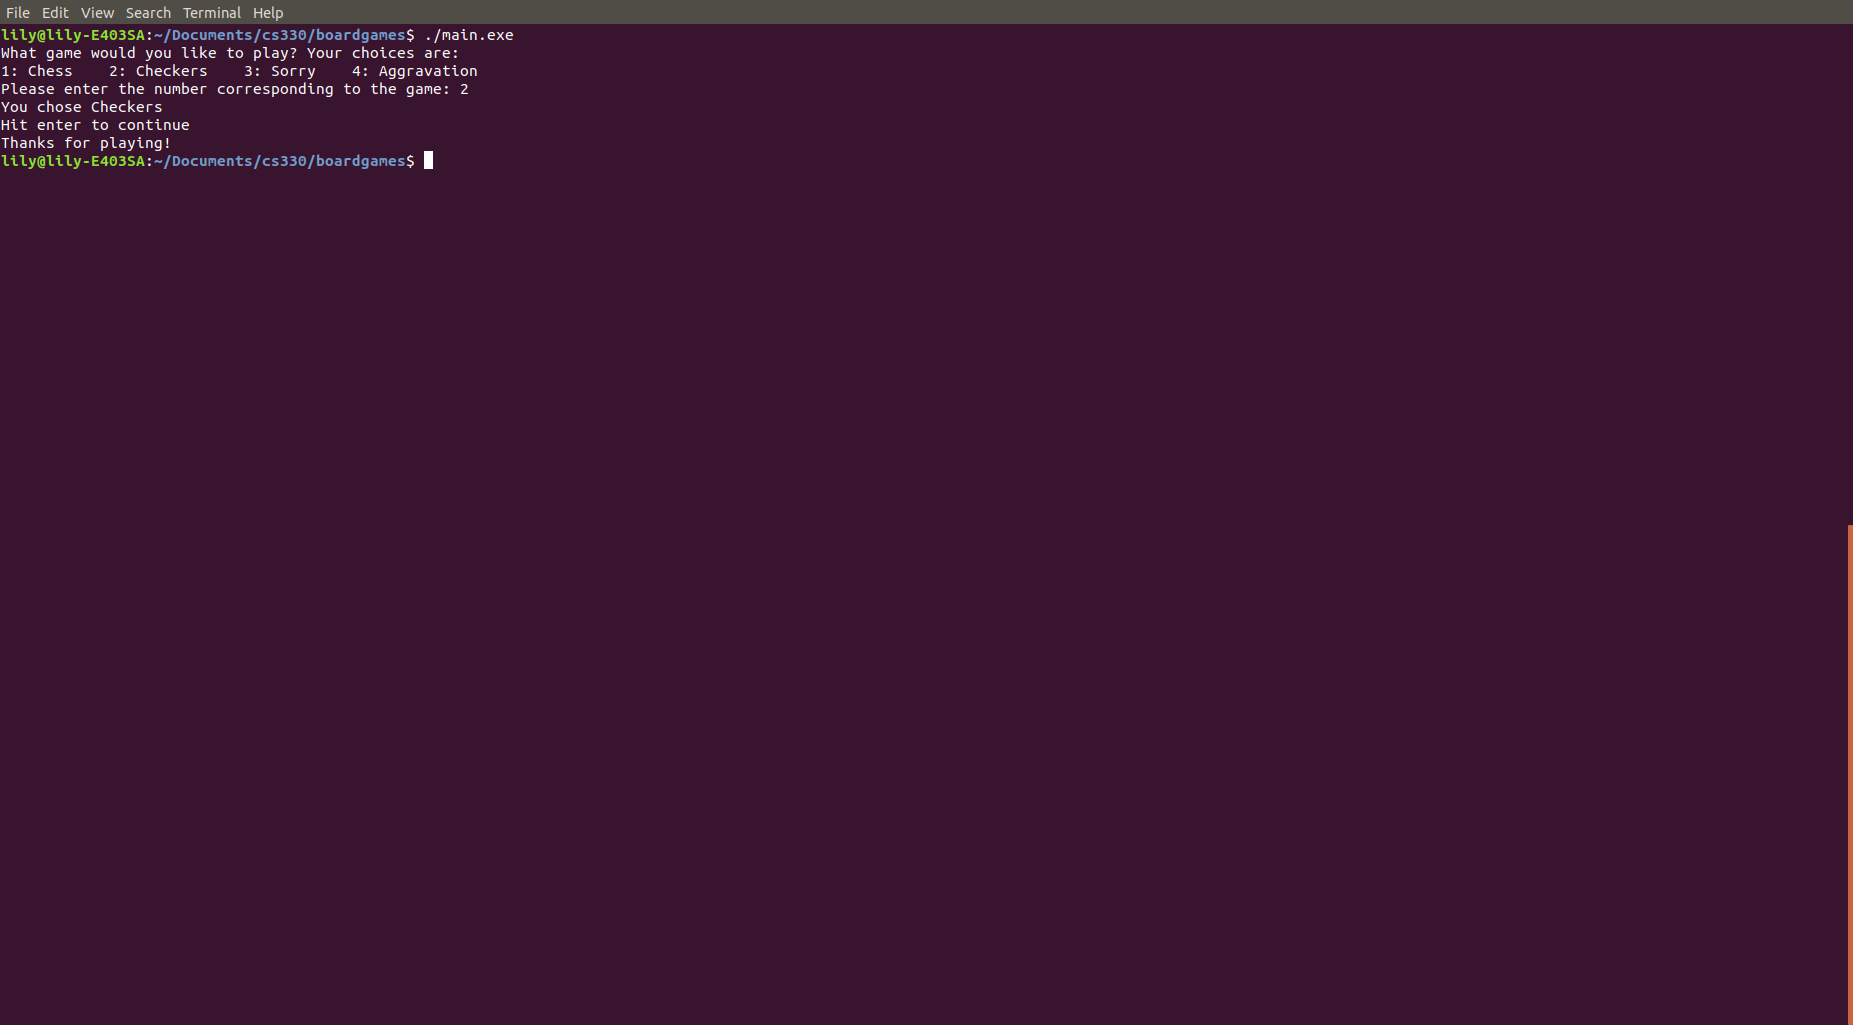 File Edit View Search Terminal Help
lily@lily-E403SA:~/Documents/cs330/boardgames$ ./main.exe
What game would you like to play? Your choices are:
1: Chess    2: Checkers    3: Sorry    4: Aggravation
Please enter the number corresponding to the game: 2
You chose Checkers
Hit enter to continue
Thanks for playing!
lily@lily-E403SA:~/Documents/cs330/boardgames$